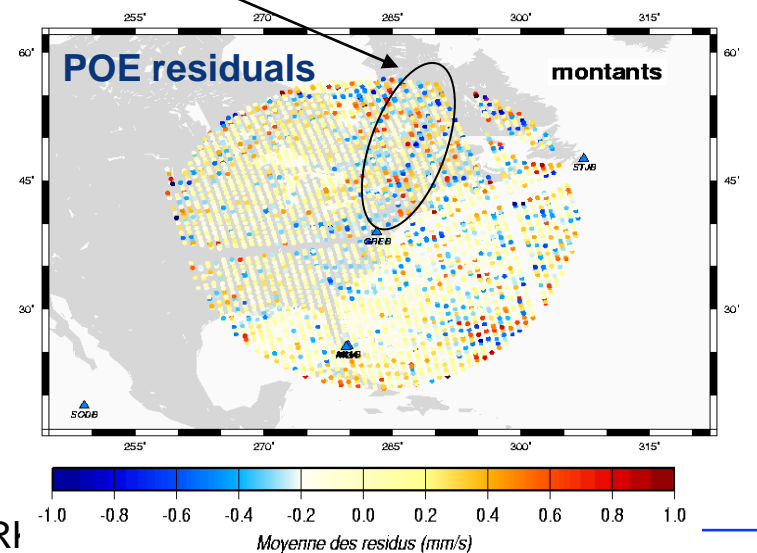 255° 270° 285° 300° 315°
60° 60°
POE residuals
montants
45° 45°
STJB
GREB
30° 30°
SODB
255° 270° 285° 300° 315°
-1.0 -0.8 -0.6 -0.4 -0.2 0.0 0.2 0.4 0.6 0.8 1.0
Moyenne des residus (mm/s)